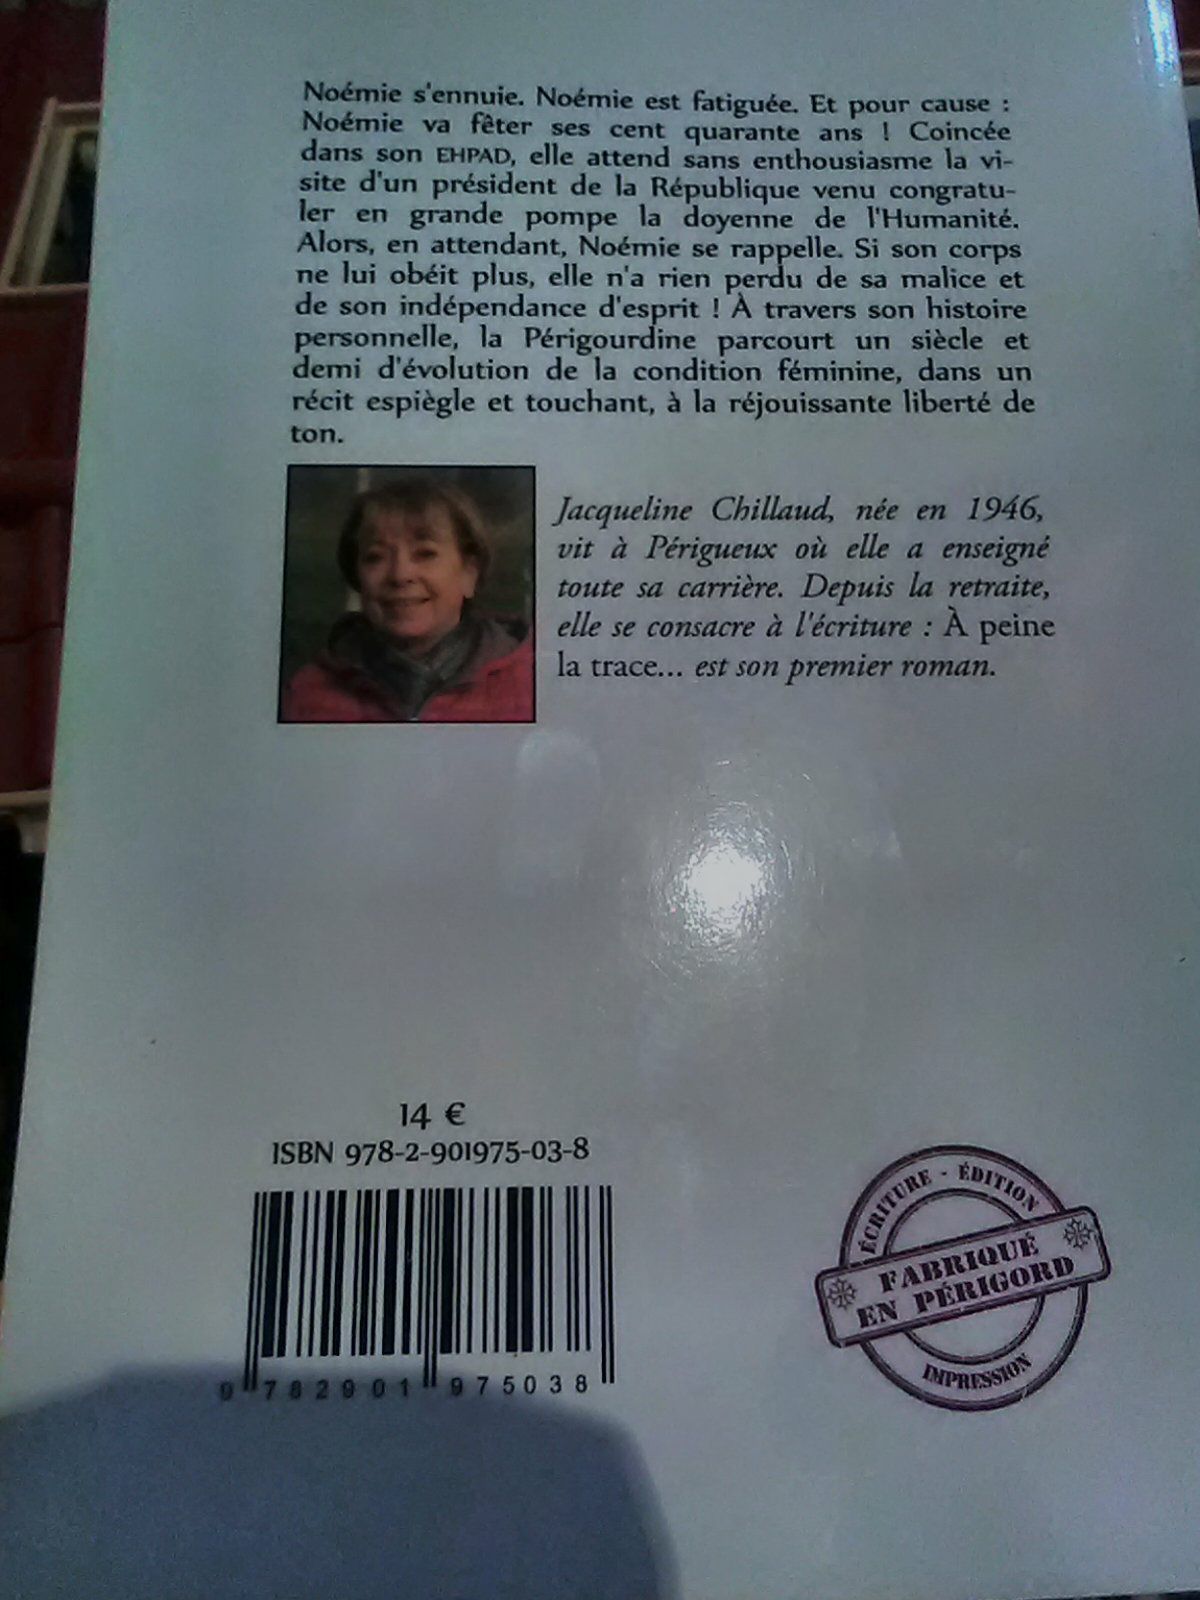 Noémie s'ennuie. Noémie est fatiguée. Et pour cause :
Noémie va fêter ses cent quarante ans ! Coincée
dans son EHPAD, elle attend sans enthousiasme la vi-
site d'un président de la République venu congratu-
ler en grande pompe la doyenne de l'Humanité.
Alors, en attendant, Noémie se rappelle. Si son corps
ne lui obéit plus, elle n'a rien perdu de sa malice et
de son indépendance d'esprit ! À travers son histoire
personnelle, la Périgourdine parcourt un siècle et
demi d'évolution de la condition féminine, dans un
récit espiègle et touchant, à la réjouissante liberté de
ton.
Jacqueline Chillaud, née en 1946,
vit à Périgueux où elle a enseigné
toute sa carrière. Depuis la retraite,
elle se consacre à l'écriture : À peine
la trace... est son premier roman.
14 €
ISBN 978-2-901975-03-8
9 782901 975038
ÉCRITURE - ÉDITION
FABRIQUÉ
EN PÉRIGORD
IMPRESSION